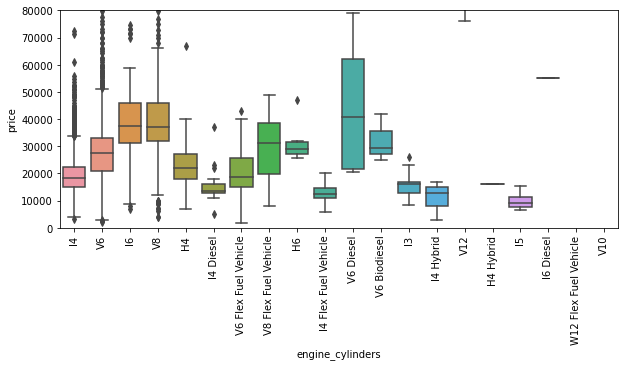 80000
70000
60000
50000
40000
30000
20000
10000
0
price
I4
V6
I6
V8
H4
I4 Diesel
V6 Flex Fuel Vehicle
V8 Flex Fuel Vehicle
H6
I4 Flex Fuel Vehicle
V6 Diesel
V6 Biodiesel
I3
I4 Hybrid
V12
H4 Hybrid
I5
I6 Diesel
W12 Flex Fuel Vehicle
V10
engine_cylinders